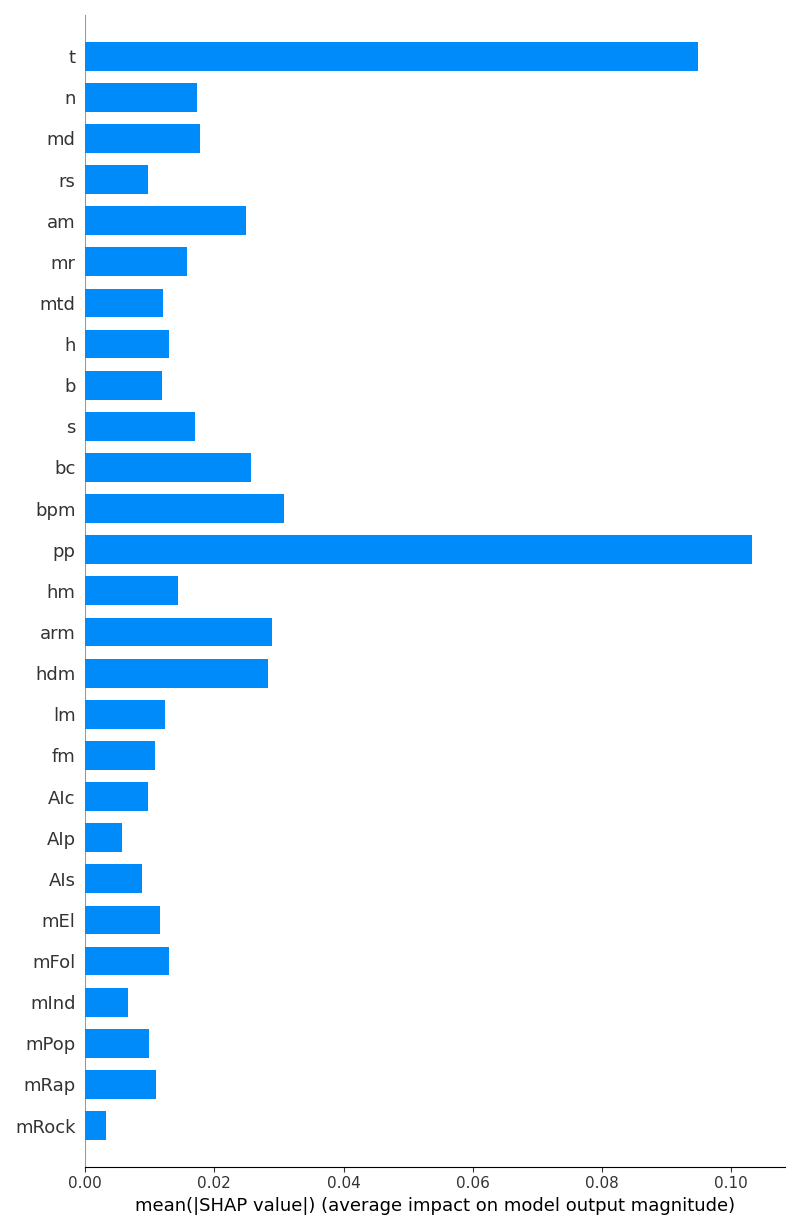 t
n
md
rs
am
mr
mtd
h
b
s
bc
bpm
pp
hm
arm
hdm
lm
fm
AIc
AIp
AIs
mEl
mFol
mInd
mPop
mRap
mRock
0.00 0.02 0.04 0.06 0.08 0.10
mean(|SHAP value|) (average impact on model output magnitude)